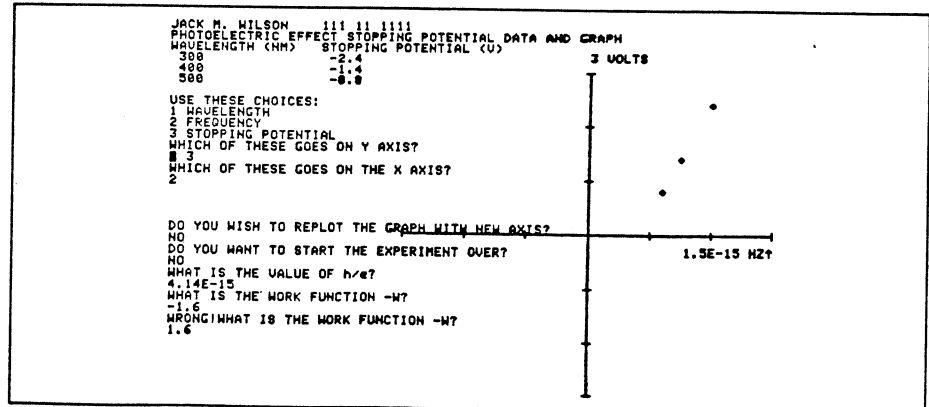 JACK M. WILSON 111 11 1111
PHOTOELECTRIC EFFECT STOPPING POTENTIAL DATA AND GRAPH
WAVELENGTH (NM) STOPPING POTENTIAL (V)
300 -2.4
400 -1.4
500 -0.8
3 VOLTS
USE THESE CHOICES:
1 WAVELENGTH
2 FREQUENCY
3 STOPPING POTENTIAL
WHICH OF THESE GOES ON Y AXIS?
3
WHICH OF THESE GOES ON THE X AXIS?
2
DO YOU WISH TO REPLOT THE GRAPH WITH NEW AXIS?
NO
1.5E-15 HZ↑
DO YOU WANT TO START THE EXPERIMENT OVER?
NO
WHAT IS THE VALUE OF h/e?
4.14E-15
WHAT IS THE WORK FUNCTION -W?
-1.6
WRONG!WHAT IS THE WORK FUNCTION -W?
1.6